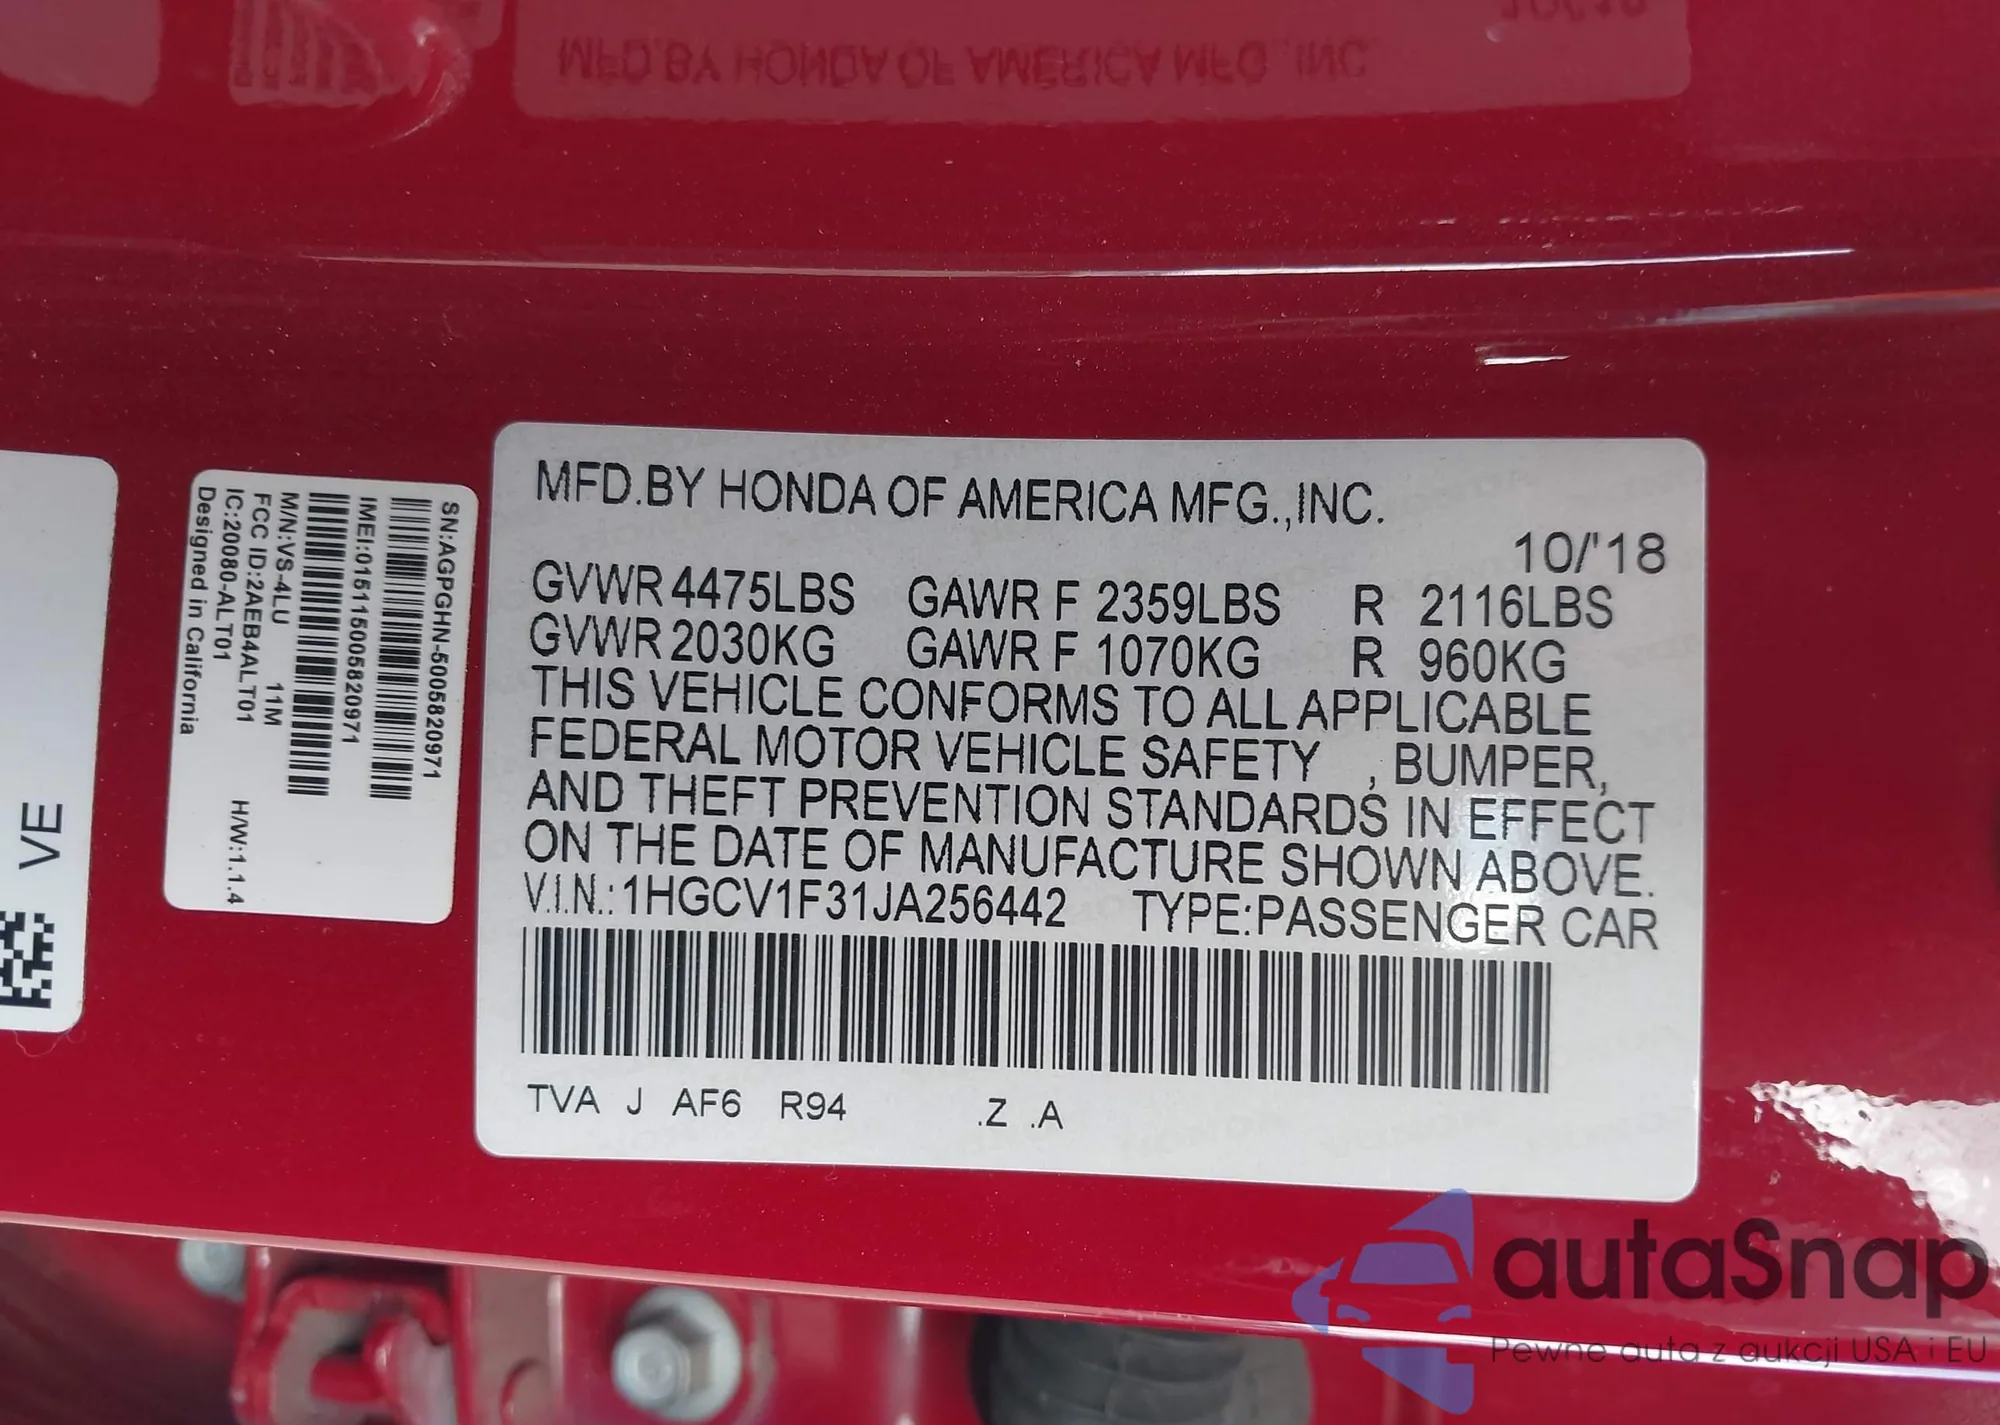 MFD.BY HONDA OF AMERICA MFG.,INC.
10/'18
GVWR 4475LBS GAWR F 2359LBS R 2116LBS
GVWR 2030KG GAWR F 1070KG R 960KG
THIS VEHICLE CONFORMS TO ALL APPLICABLE
FEDERAL MOTOR VEHICLE SAFETY , BUMPER,
AND THEFT PREVENTION STANDARDS IN EFFECT
ON THE DATE OF MANUFACTURE SHOWN ABOVE.
V.I.N.: 1HGCV1F31JA256442 TYPE:PASSENGER CAR
TVA J AF6 R94 .Z .A
SN:AGPGHN-5005820971
IMEI:015115005820971
M/N:VS-4LU 11M
FCC ID:2AEB4ALT01
IC:20080-ALT01 H/W:1.1.4
Designed in California
VE
MFD.BY HONDA OF AMERICA MFG.,INC.
10/'18
autaSnap
Pewne auta z aukcji USA i EU